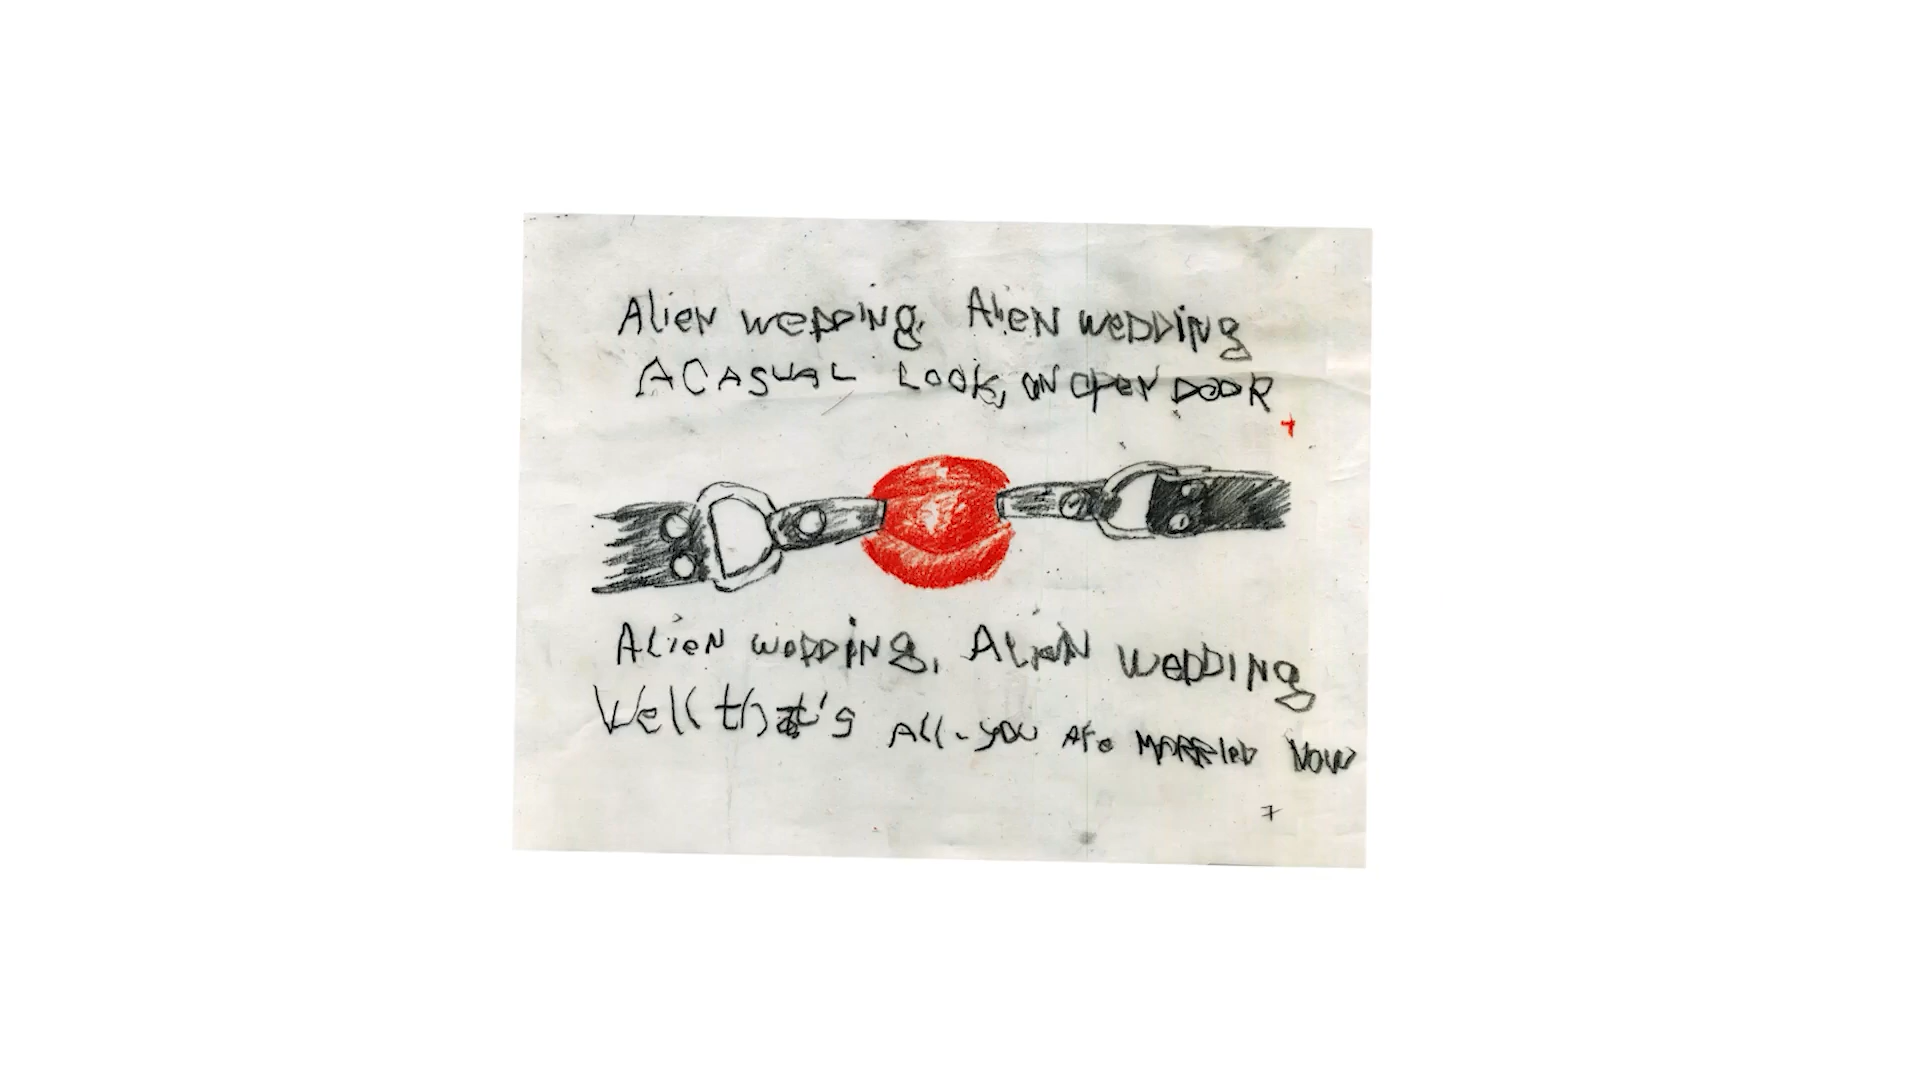 Alien wedding, Alien wedding
A CASUAL LOOK, an open DOOR
Alien wedding, Alien wedding
Well that's All - you Are MARRied Now
7